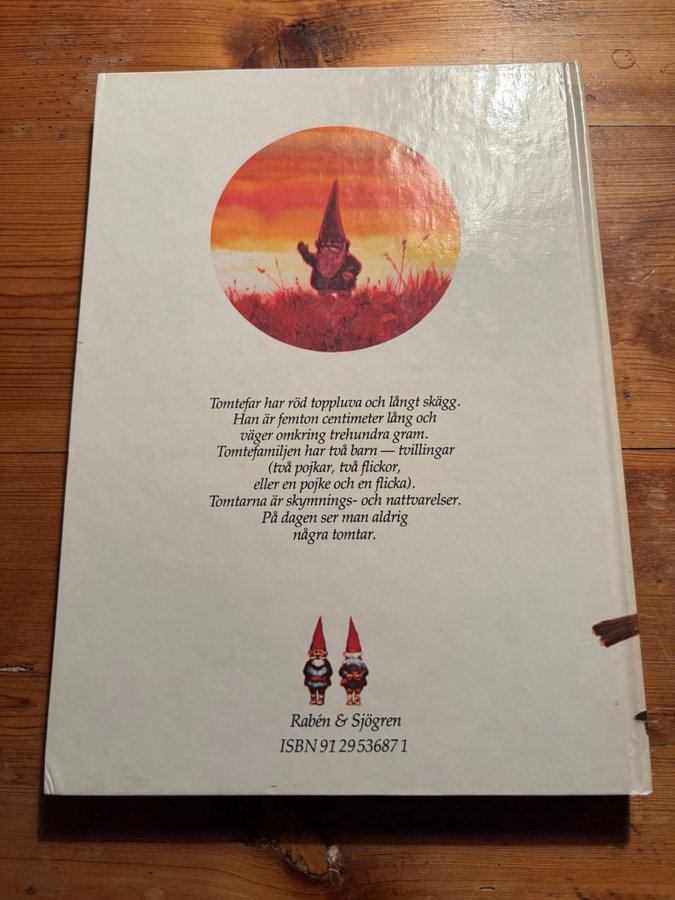 Tomtefar har röd toppluva och långt skägg.
Han är femton centimeter lång och
väger omkring trehundra gram.
Tomtefamiljen har två barn — tvillingar
(två pojkar, två flickor,
eller en pojke och en flicka).
Tomtarna är skymnings- och nattvarelser.
På dagen ser man aldrig
några tomtar.
Rabén & Sjögren
ISBN 91 29 53687 1